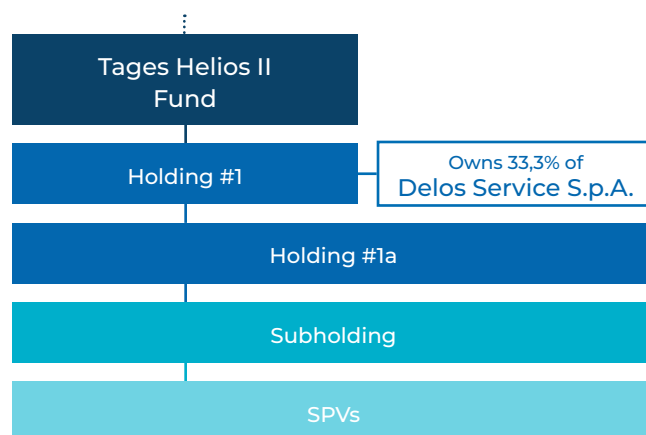 Tages Helios II
Fund
Holding #1
Owns 33,3% of
Delos Service S.p.A.
Holding #1a
Subholding
SPVs